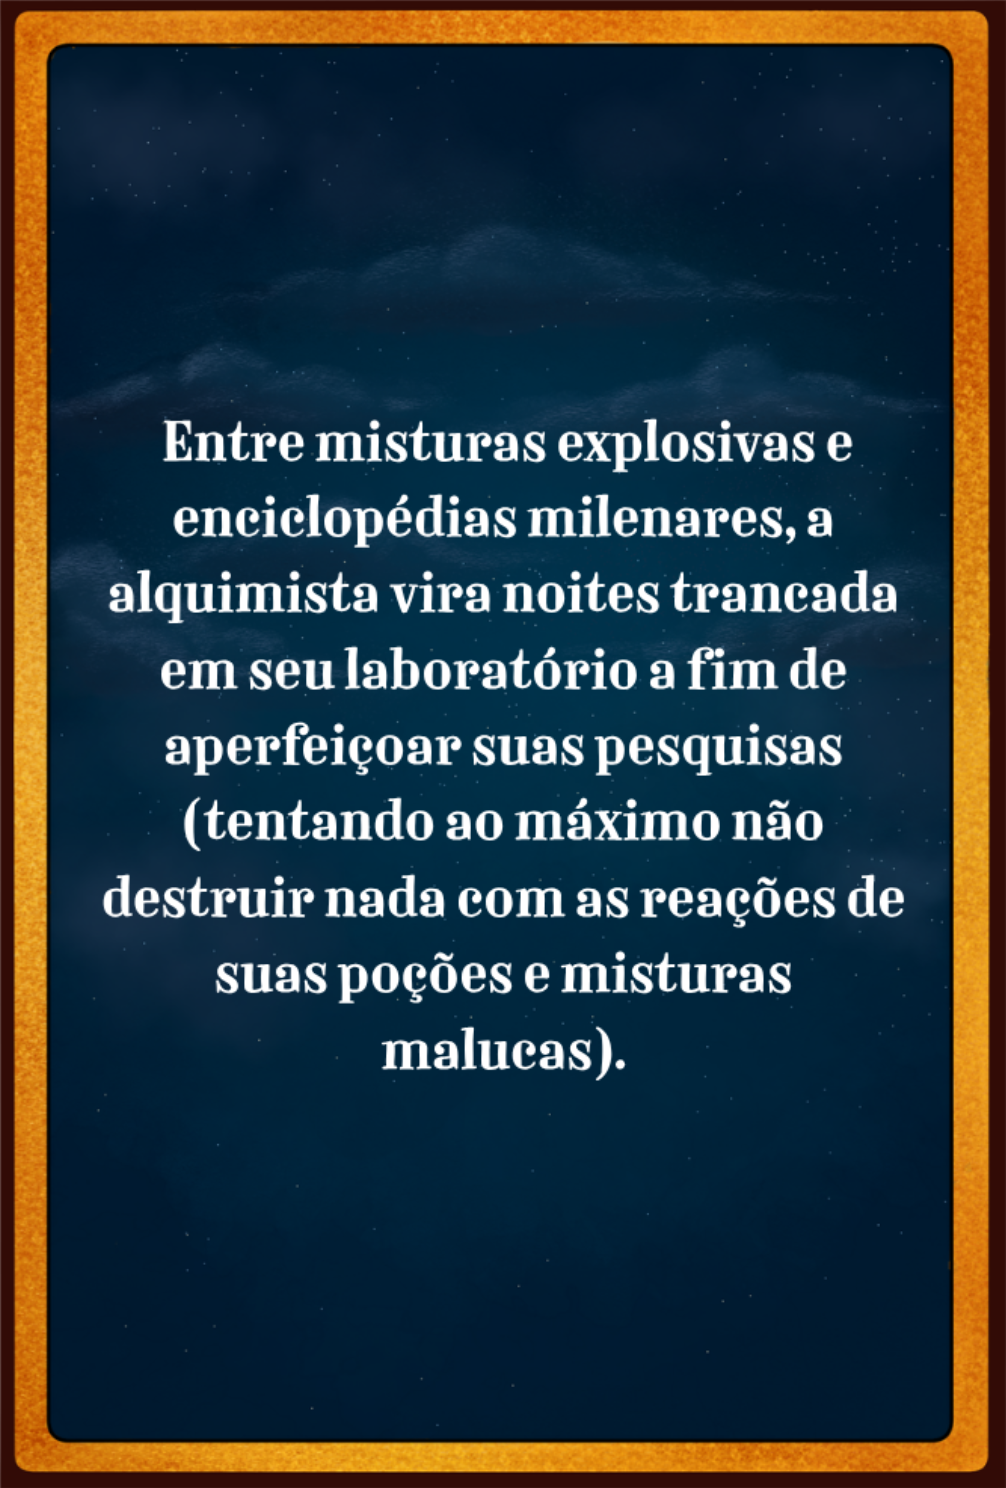 Entre misturas explosivas e
enciclopédias milenares, a
alquimista vira noites trancada
em seu laboratório a fim de
aperfeiçoar suas pesquisas
(tentando ao máximo não
destruir nada com as reações de
suas poções e misturas
malucas).